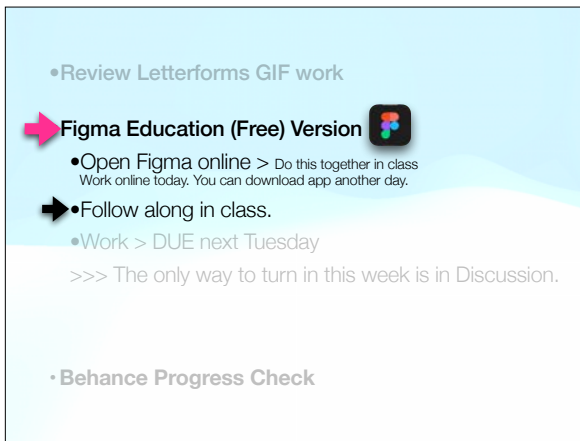 •Review Letterforms GIF work
Figma Education (Free) Version
•Open Figma online > Do this together in class
Work online today. You can download app another day.
•Follow along in class.
•Work > DUE next Tuesday
>>> The only way to turn in this week is in Discussion.
•Behance Progress Check